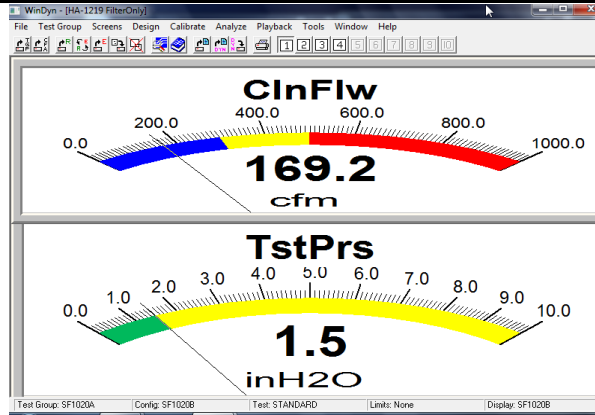 WinDyn - [HA-1219 FilterOnly]
File Test Group Screens Design Calibrate Analyze Playback Tools Window Help
1 2 3 4 5 6 7 8 9 10
ClnFlw
0.0 200.0 400.0 600.0 800.0 1000.0
169.2
cfm
TstPrs
0.0 1.0 2.0 3.0 4.0 5.0 6.0 7.0 8.0 9.0 10.0
1.5
inH2O
Test Group: SF1020A Config: SF1020B Test: STANDARD Limits: None Display: SF1020B